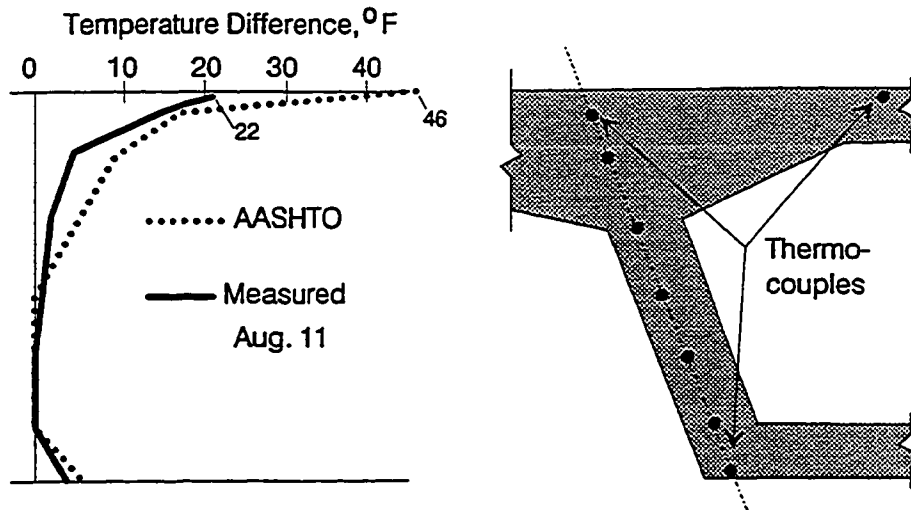 Temperature Difference, °F
0 10 20 30 40
22
46
AASHTO
Measured
Aug. 11
Thermo-
couples